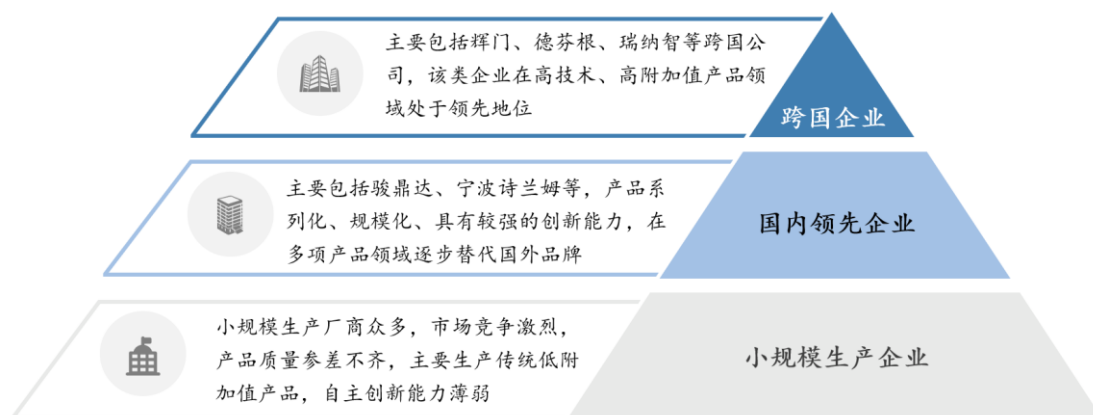 主要包括辉门、德芬根、瑞纳智等跨国公
司，该类企业在高技术、高附加值产品领
域处于领先地位
跨国企业
主要包括骏鼎达、宁波诗兰姆等，产品系
列化、规模化、具有较强的创新能力，在
多项产品领域逐步替代国外品牌
国内领先企业
小规模生产厂商众多，市场竞争激烈，
产品质量参差不齐，主要生产传统低附
加值产品，自主创新能力薄弱
小规模生产企业